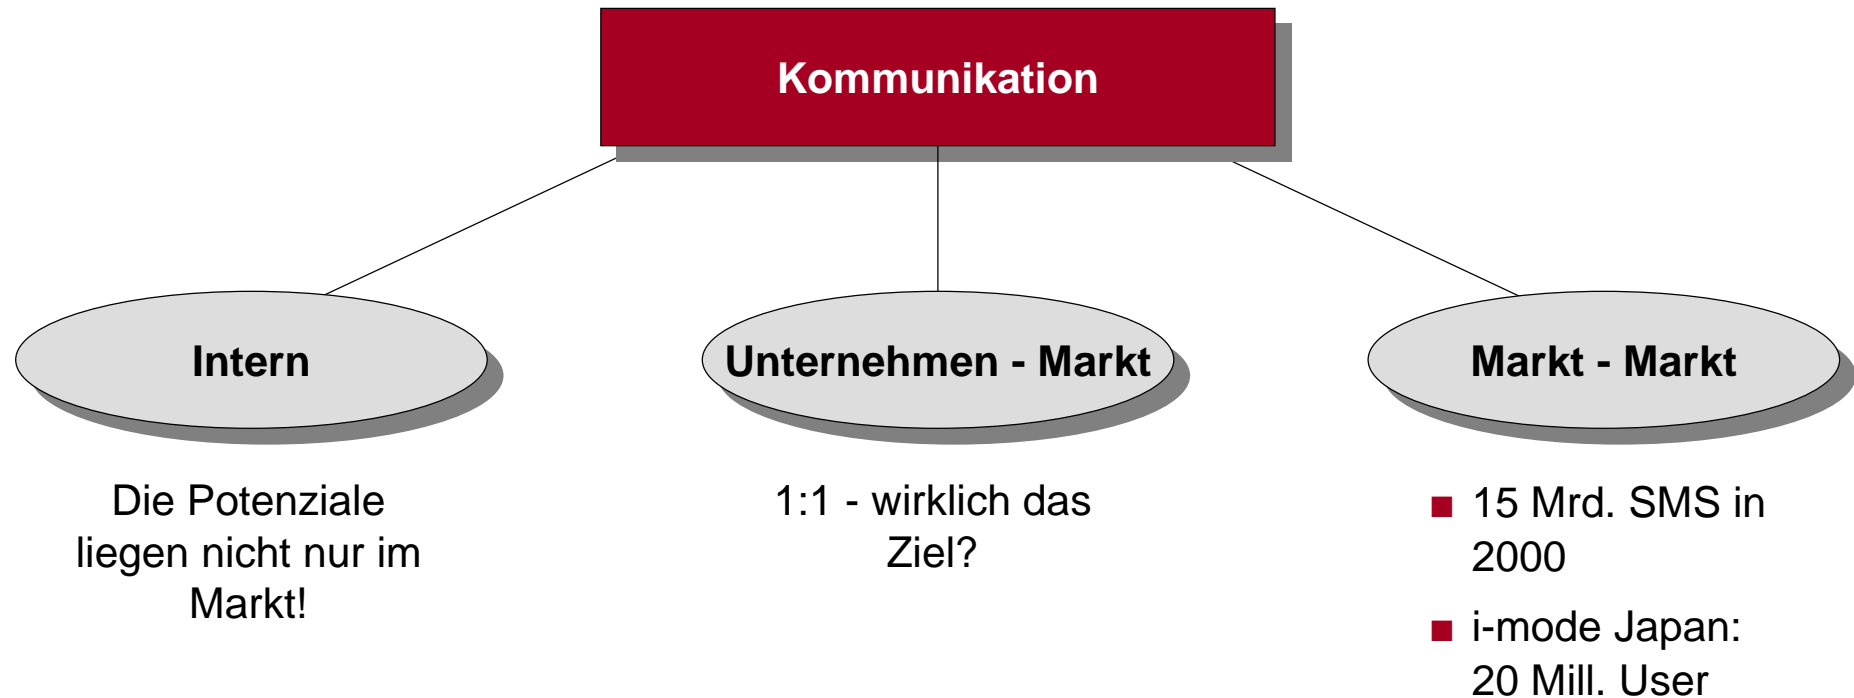 Kommunikation
Intern
Unternehmen - Markt
Markt - Markt
Die Potenziale
liegen nicht nur im
Markt!
1:1 - wirklich das
Ziel?
■ 15 Mrd. SMS in
2000
■ i-mode Japan:
20 Mill. User